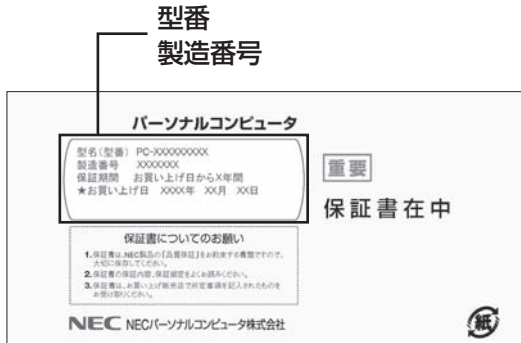 型番
製造番号
パーソナルコンピュータ
型名(型番) PC-XXXXXXXXX
製造番号 XXXXXXX
保証期間 お買い上げ日からX年間
★お買い上げ日 XXXX年 XX月 XX日
重要
保証書在中
保証書についてのお願い
1.保証書は、NEC製品の「品質保証」をお約束する書類ですので、
大切に保存してください。
2.保証書の保証内容、保証規定をよくお読みください。
3.保証書は、お買い上げ販売店で所定事項を記入されたものを
お受け取りください。
NEC NECパーソナルコンピュータ株式会社
紙